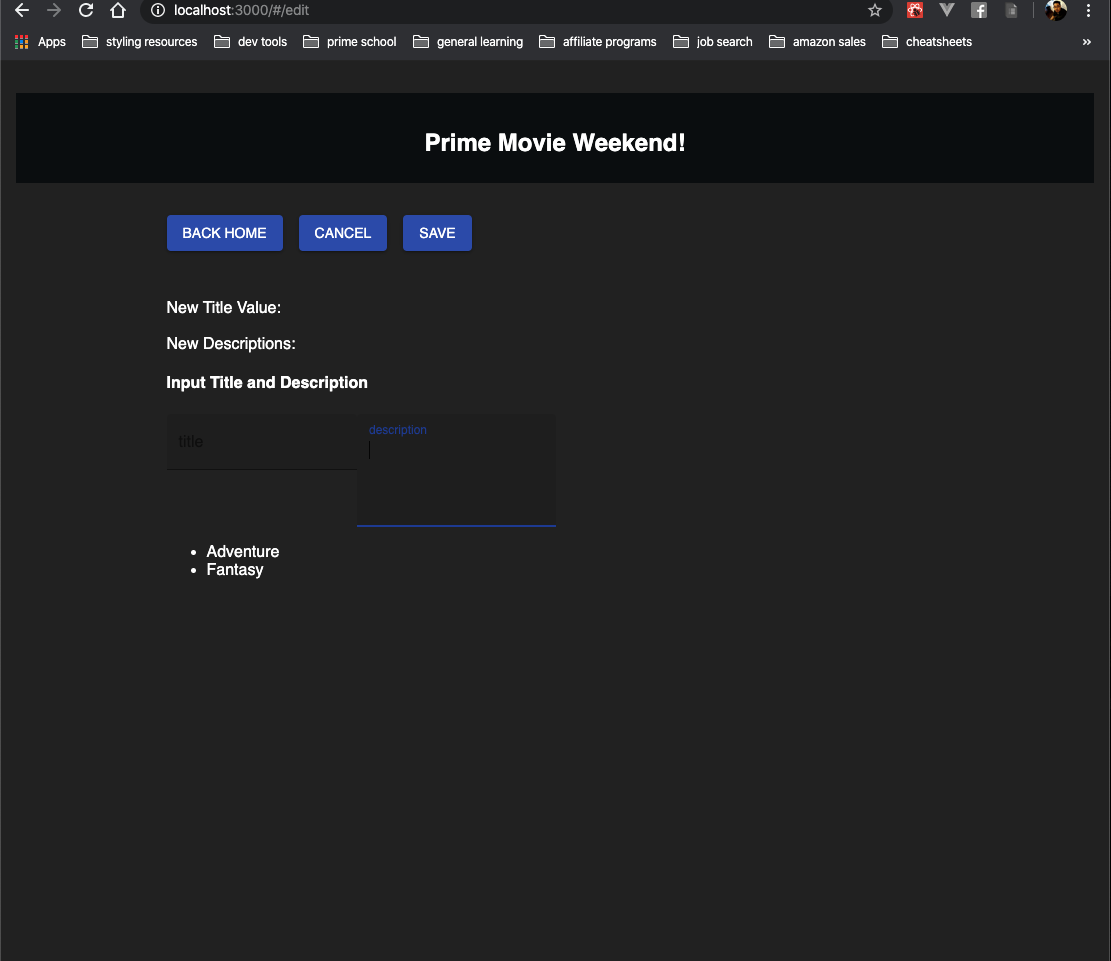 localhost:3000/#/edit
Apps styling resources dev tools prime school general learning affiliate programs job search amazon sales cheatsheets »
Prime Movie Weekend!
BACK HOME CANCEL SAVE
New Title Value:
New Descriptions:
Input Title and Description
title description
• Adventure
• Fantasy